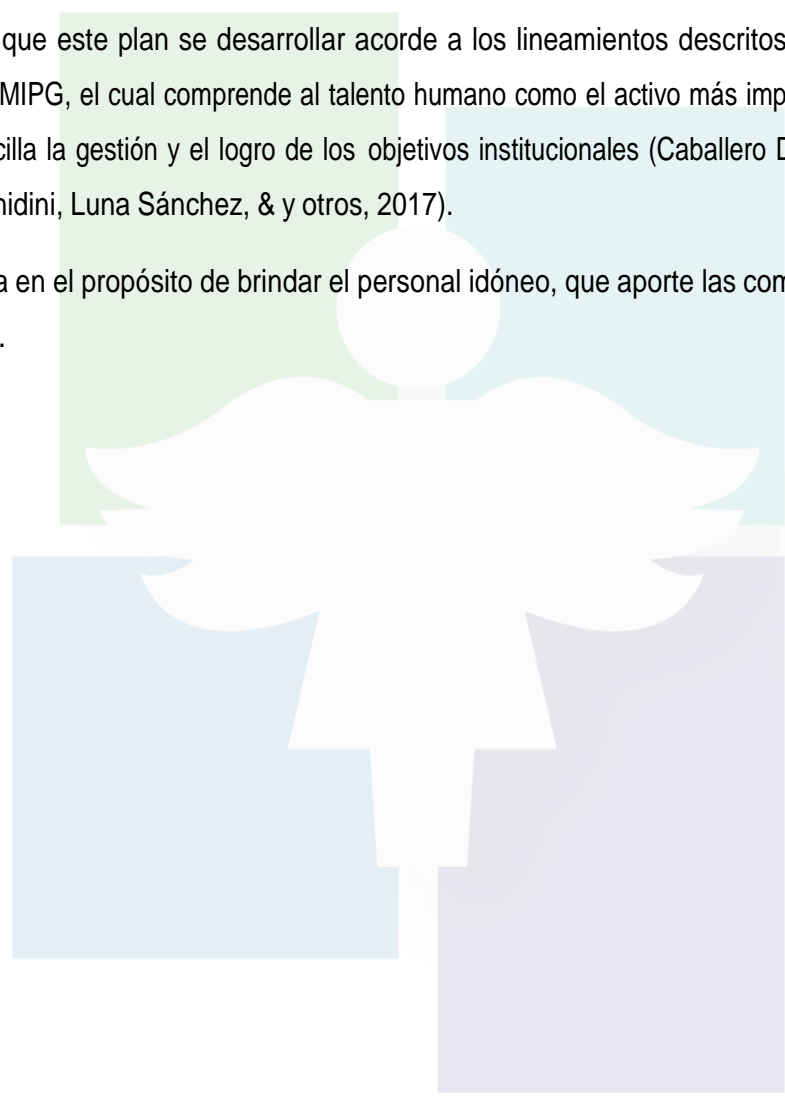 que este plan se desarrollar acorde a los lineamientos descritos
MIPG, el cual comprende al talento humano como el activo más imp
cilla la gestión y el logro de los objetivos institucionales (Caballero D
nidini, Luna Sánchez, & y otros, 2017).
a en el propósito de brindar el personal idóneo, que aporte las com
.